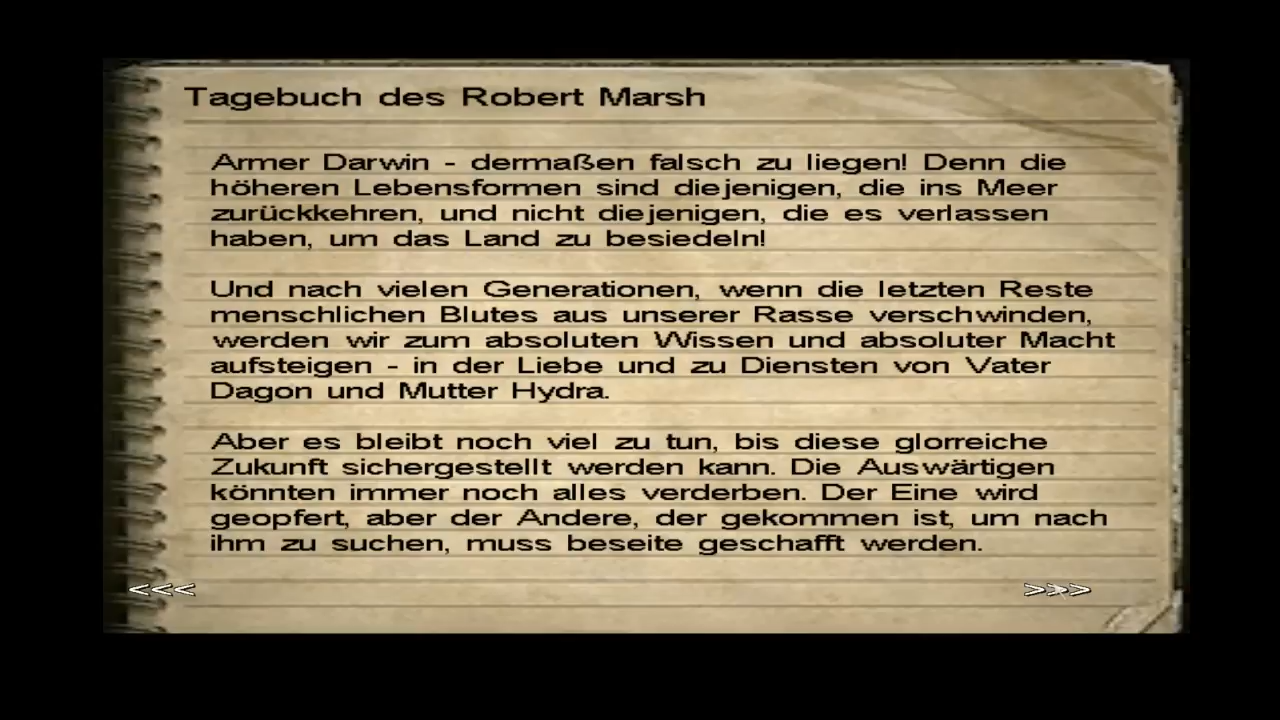 Tagebuch des Robert Marsh
Armer Darwin - dermaßen falsch zu liegen! Denn die
höheren Lebensformen sind diejenigen, die ins Meer
zurückkehren, und nicht diejenigen, die es verlassen
haben, um das Land zu besiedeln!
Und nach vielen Generationen, wenn die letzten Reste
menschlichen Blutes aus unserer Rasse verschwinden,
werden wir zum absoluten Wissen und absoluter Macht
aufsteigen - in der Liebe und zu Diensten von Vater
Dagon und Mutter Hydra.
Aber es bleibt noch viel zu tun, bis diese glorreiche
Zukunft sichergestellt werden kann. Die Auswärtigen
könnten immer noch alles verderben. Der Eine wird
geopfert, aber der Andere, der gekommen ist, um nach
ihm zu suchen, muss beseite geschafft werden.
<<< >>>